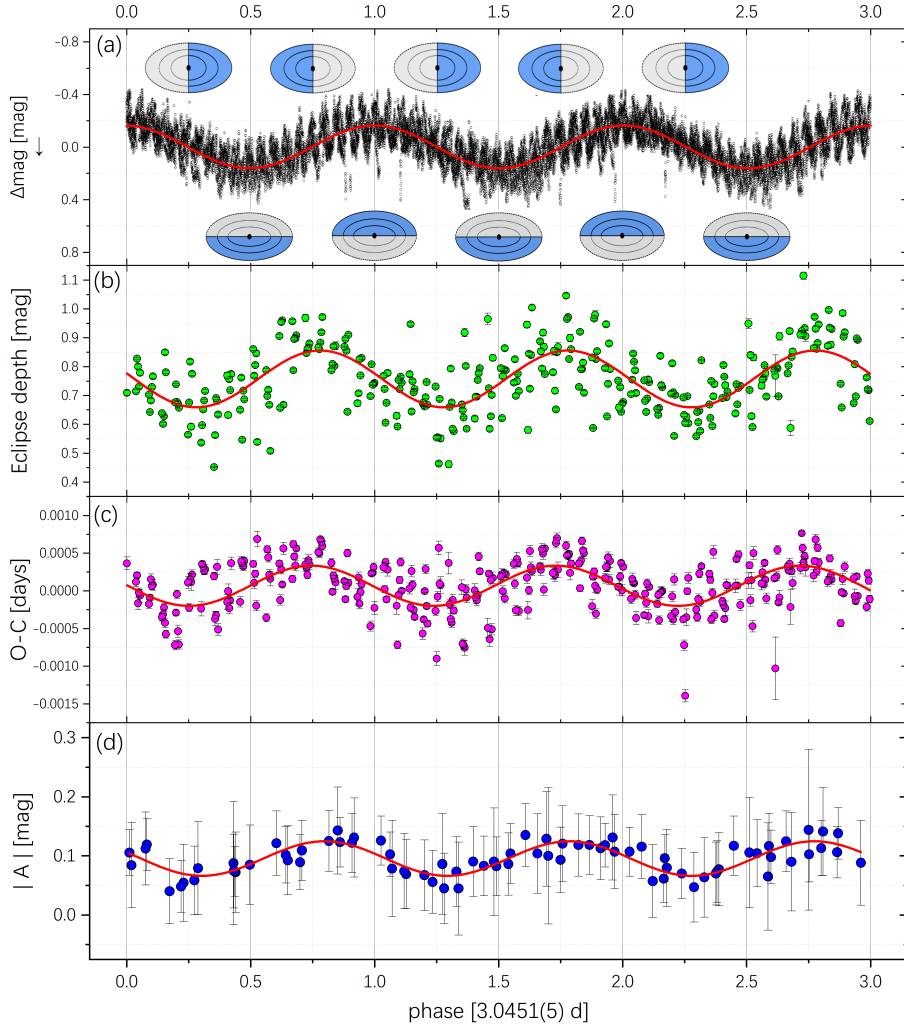 0.0 0.5 1.0 1.5 2.0 2.5 3.0
(a)
−0.8
−0.4
0.0
0.4
0.8
Δmag [mag]
←
(b)
1.1
1.0
0.9
0.8
0.7
0.6
0.5
0.4
Eclipse depth [mag]
(c)
0.0010
0.0005
0.0000
−0.0005
−0.0010
−0.0015
O-C [days]
(d)
0.3
0.2
0.1
0.0
| A | [mag]
0.0 0.5 1.0 1.5 2.0 2.5 3.0
phase [3.0451(5) d]